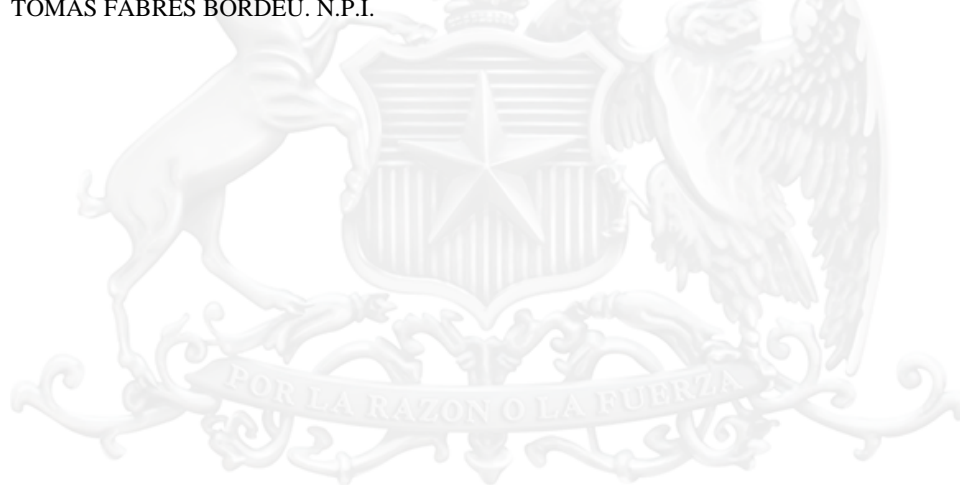 TOMAS FABRES BORDEU. N.P.I.
POR LA RAZON O LA FUERZA